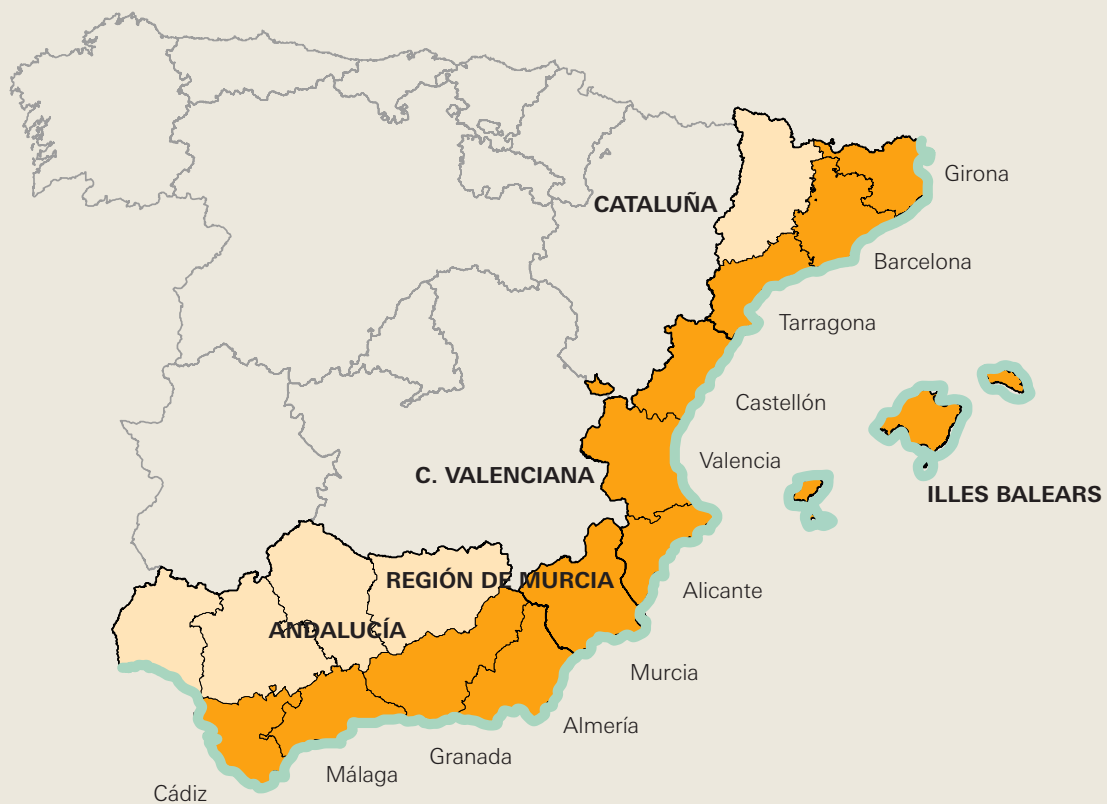 Girona
CATALUÑA
Barcelona
Tarragona
Castellón
Valencia
C. VALENCIANA
ILLES BALEARS
REGIÓN DE MURCIA
Alicante
ANDALUCÍA
Murcia
Almería
Granada
Málaga
Cádiz